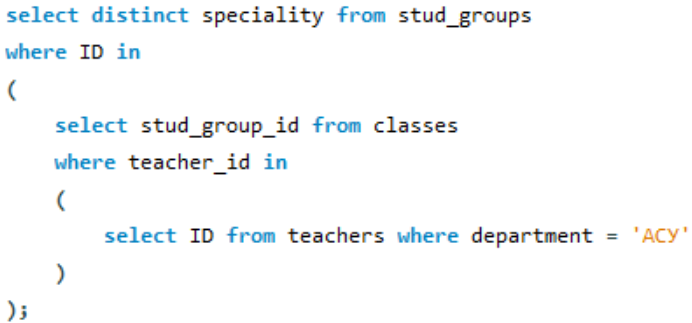 select distinct speciality from stud_groups
where ID in
(
    select stud_group_id from classes
    where teacher_id in
    (
        select ID from teachers where department = 'АСУ'
    )
);